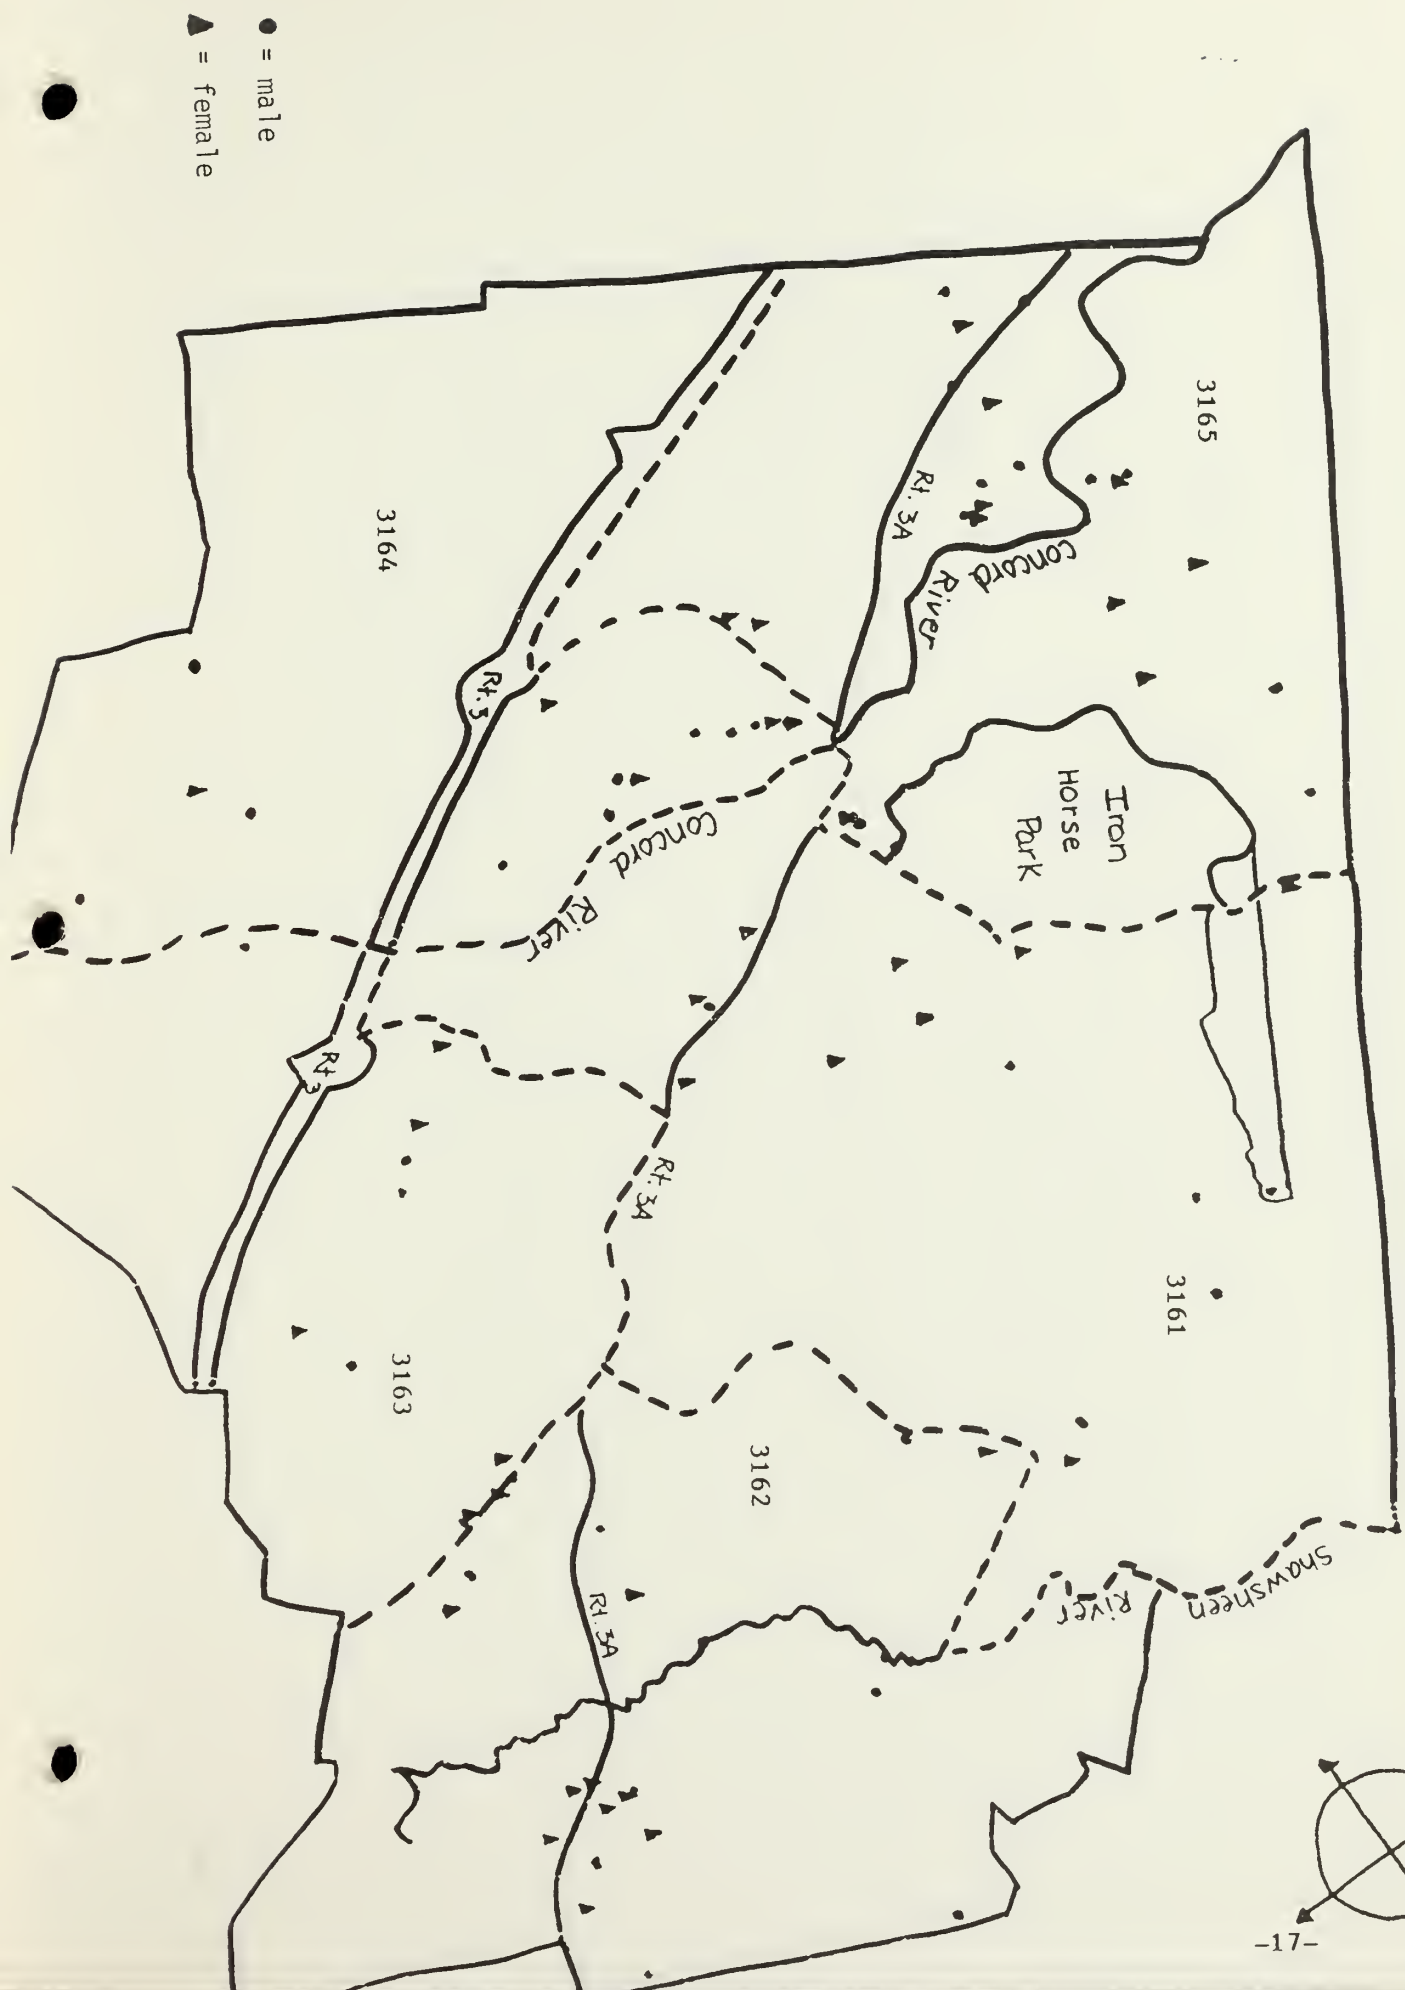 ● = male
▲ = female
3165
Rt. 3A
Concord
River
3164
Rt. 3
Iron
Horse
Park
Concord
River
Rt 3
Rt. 3A
3161
3163
3162
Rt. 3A
Shawsheen
River
-17-